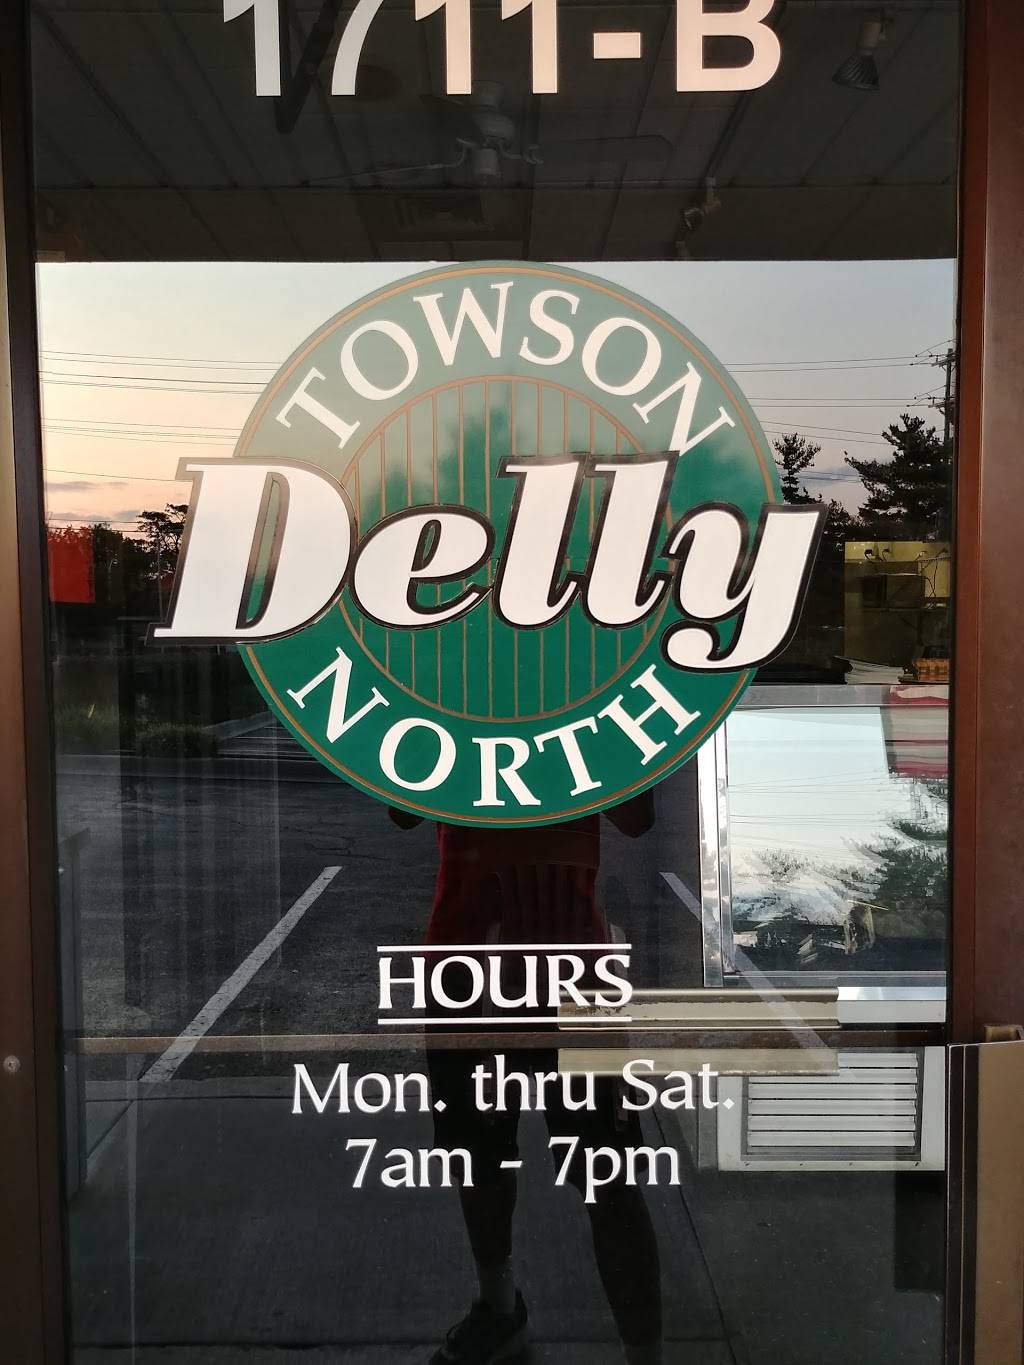 1711-B
TOWSON
Delly
NORTH
HOURS
Mon. thru Sat.
7am - 7pm